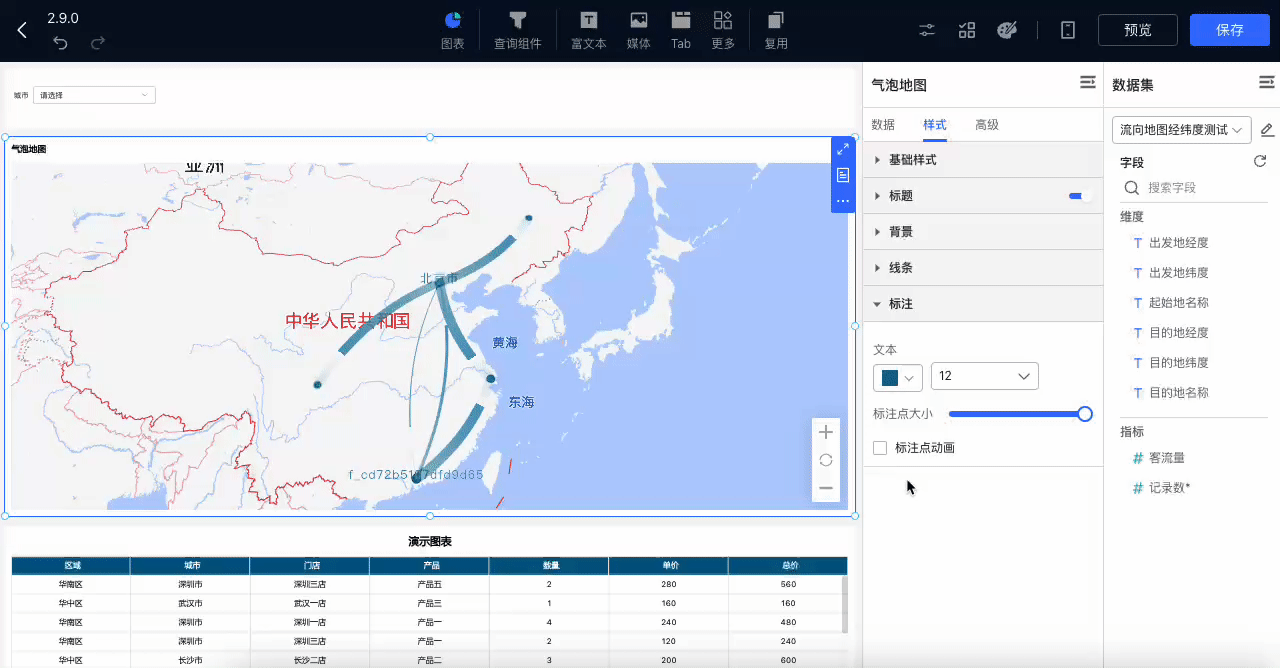 2.9.0
图表
查询组件
富文本
媒体
Tab
更多
复用
预览
保存
城市
请选择
气泡地图
亚洲
北京市
中华人民共和国
黄海
东海
演示图表
区域 城市 门店 产品 数量 单价 总价
华南区 深圳市 深圳三店 产品五 2 280 560
华中区 武汉市 武汉一店 产品三 1 160 160
华南区 深圳市 深圳一店 产品一 4 240 480
华南区 深圳市 深圳三店 产品一 2 120 240
华中区 长沙市 长沙二店 产品二 3 200 600
气泡地图
数据 样式 高级
基础样式
标题
背景
线条
标注
文本
12
标注点大小
标注点动画
数据集
流向地图经纬度测试
字段
搜索字段
维度
T 出发地经度
T 出发地纬度
T 起始地名称
T 目的地经度
T 目的地纬度
T 目的地名称
指标
# 客流量
# 记录数*